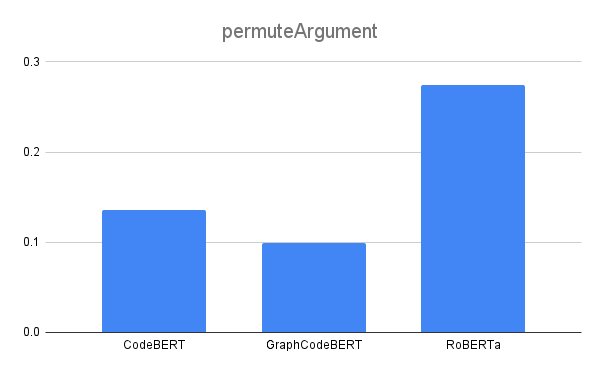 permuteArgument
0.3
0.2
0.1
0.0
CodeBERT
GraphCodeBERT
RoBERTa